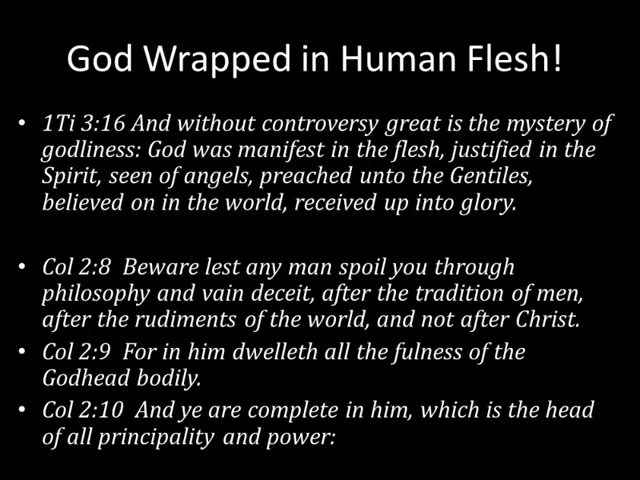 God Wrapped in Human Flesh!
• 1Ti 3:16 And without controversy great is the mystery of
godliness: God was manifest in the flesh, justified in the
Spirit, seen of angels, preached unto the Gentiles,
believed on in the world, received up into glory.
• Col 2:8 Beware lest any man spoil you through
philosophy and vain deceit, after the tradition of men,
after the rudiments of the world, and not after Christ.
• Col 2:9 For in him dwelleth all the fulness of the
Godhead bodily.
• Col 2:10 And ye are complete in him, which is the head
of all principality and power: